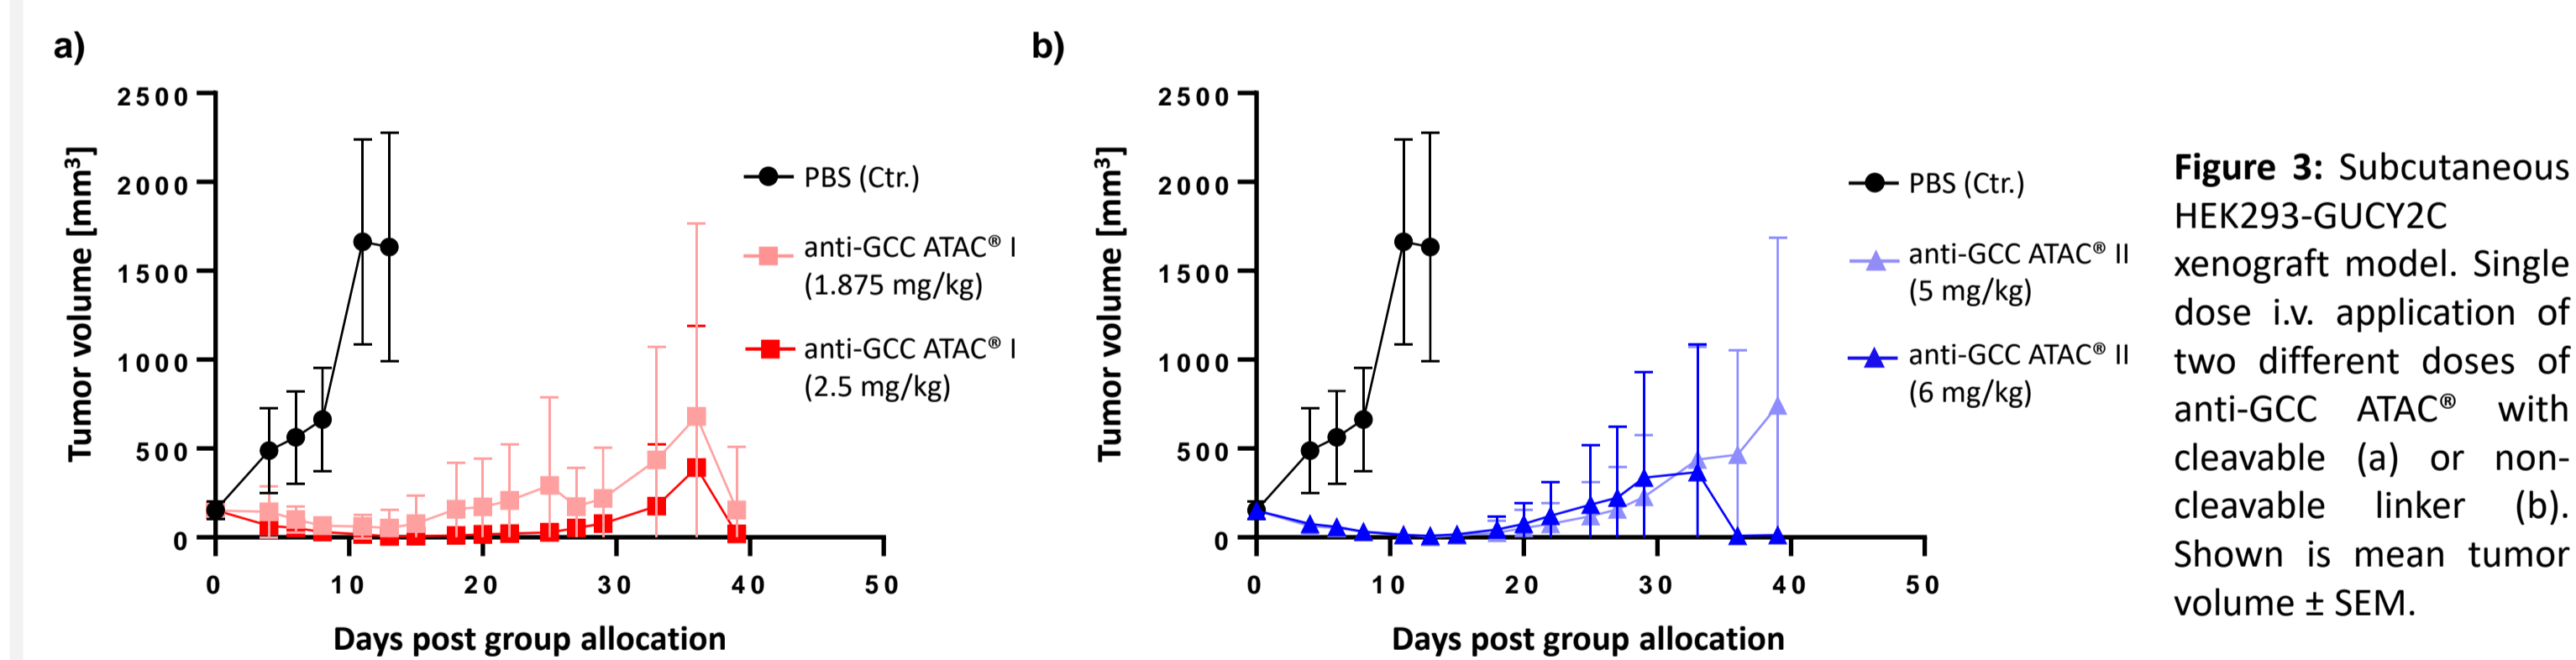 a)
2500
2000
1500
1000
500
0
Tumor volume [mm³]
0 10 20 30 40 50
Days post group allocation
PBS (Ctr.)
anti-GCC ATAC® I
(1.875 mg/kg)
anti-GCC ATAC® I
(2.5 mg/kg)
b)
2500
2000
1500
1000
500
0
Tumor volume [mm³]
0 10 20 30 40 50
Days post group allocation
PBS (Ctr.)
anti-GCC ATAC® II
(5 mg/kg)
anti-GCC ATAC® II
(6 mg/kg)
Figure 3: Subcutaneous
HEK293-GUCY2C
xenograft model. Single
dose i.v. application of
two different doses of
anti-GCC ATAC® with
cleavable (a) or non-
cleavable linker (b).
Shown is mean tumor
volume ± SEM.